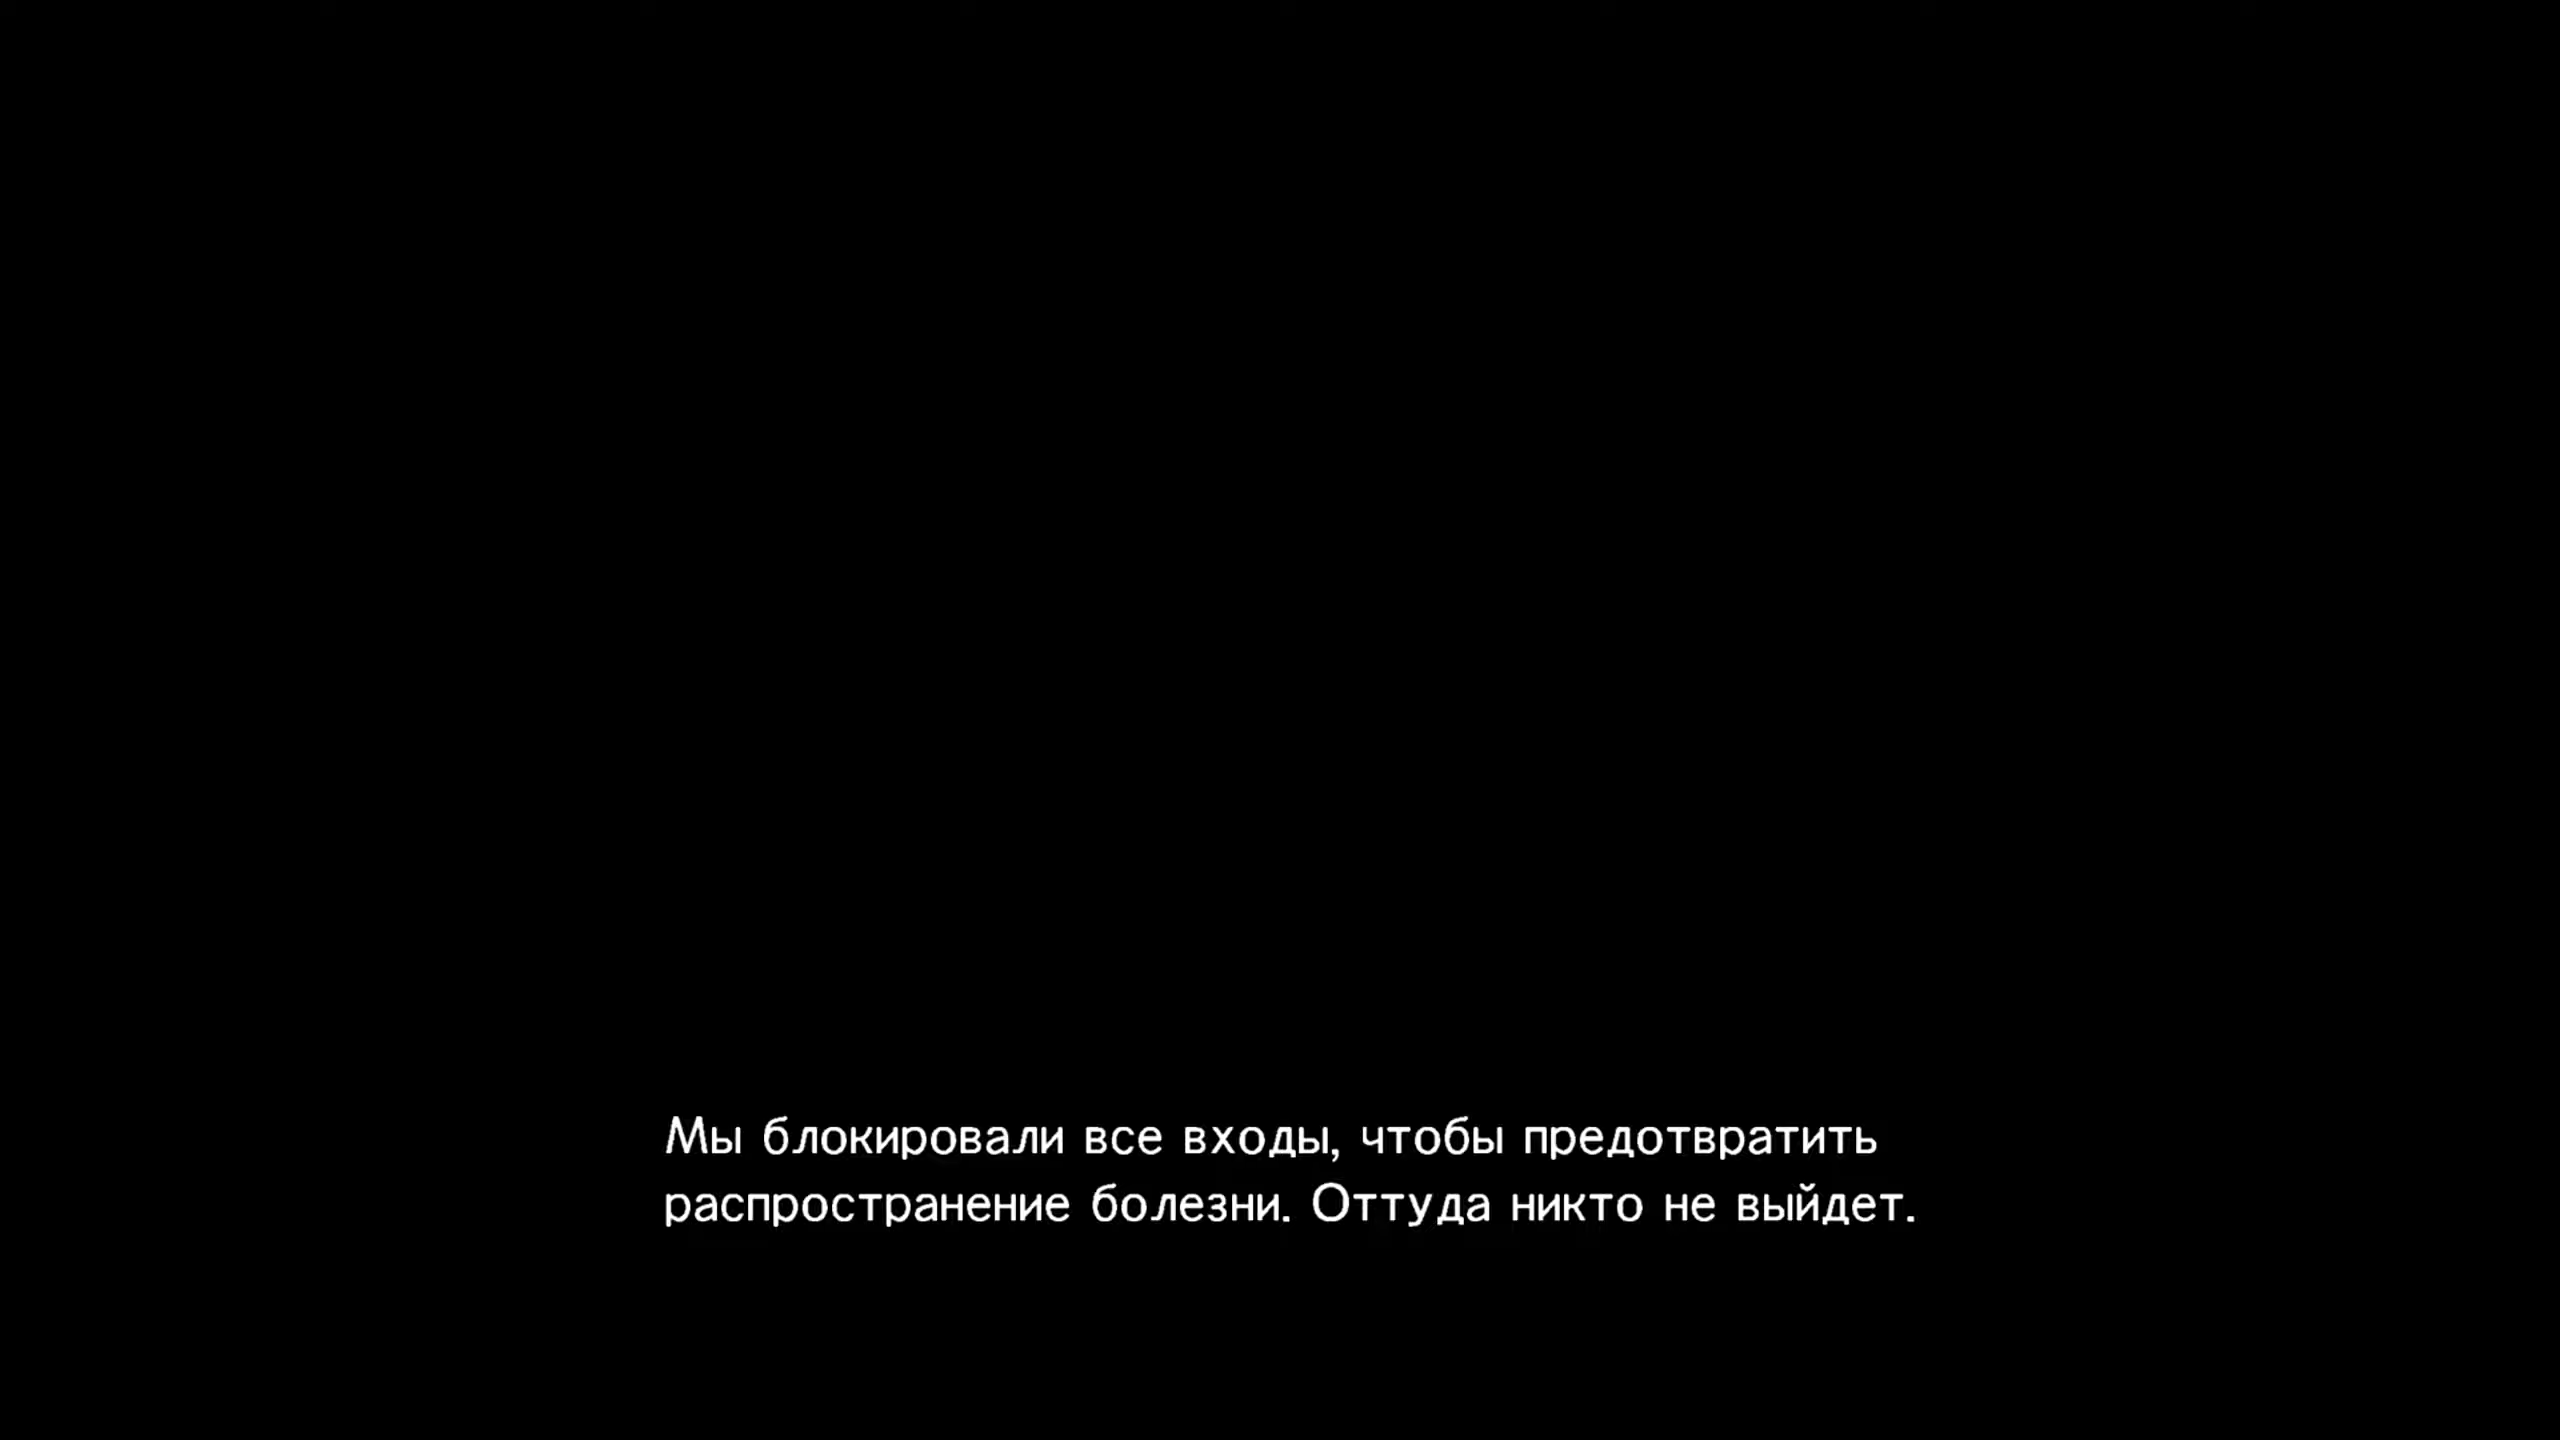 Мы блокировали все входы, чтобы предотвратить
распространение болезни. Оттуда никто не выйдет.